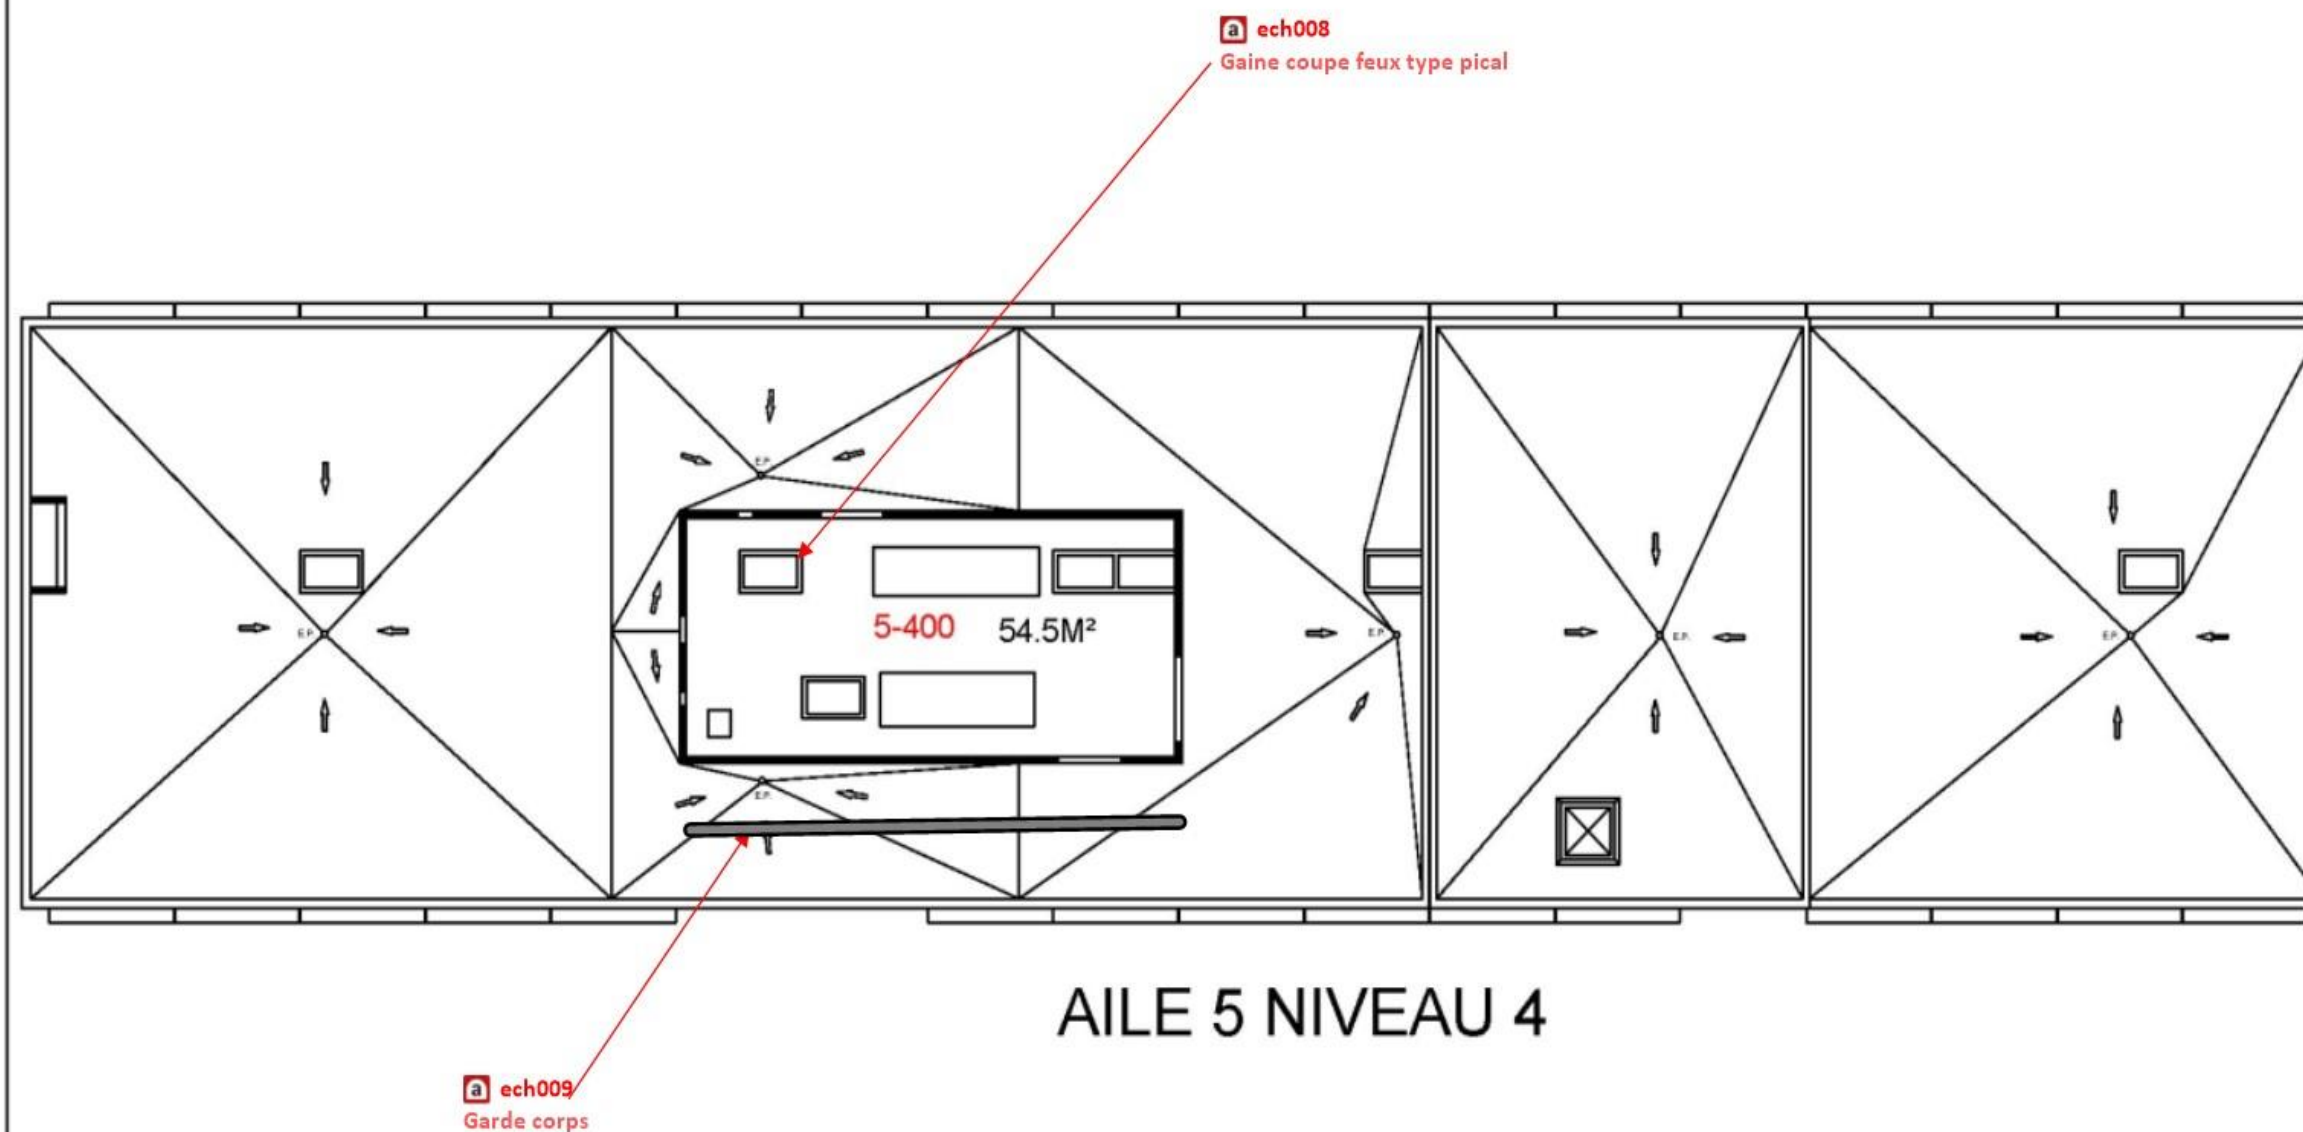 a ech008
Gaine coupe feux type pical
E.P.
E.P.
5-400 54.5M²
E.P.
E.P.
E.P.
E.P.
AILE 5 NIVEAU 4
a ech009
Garde corps